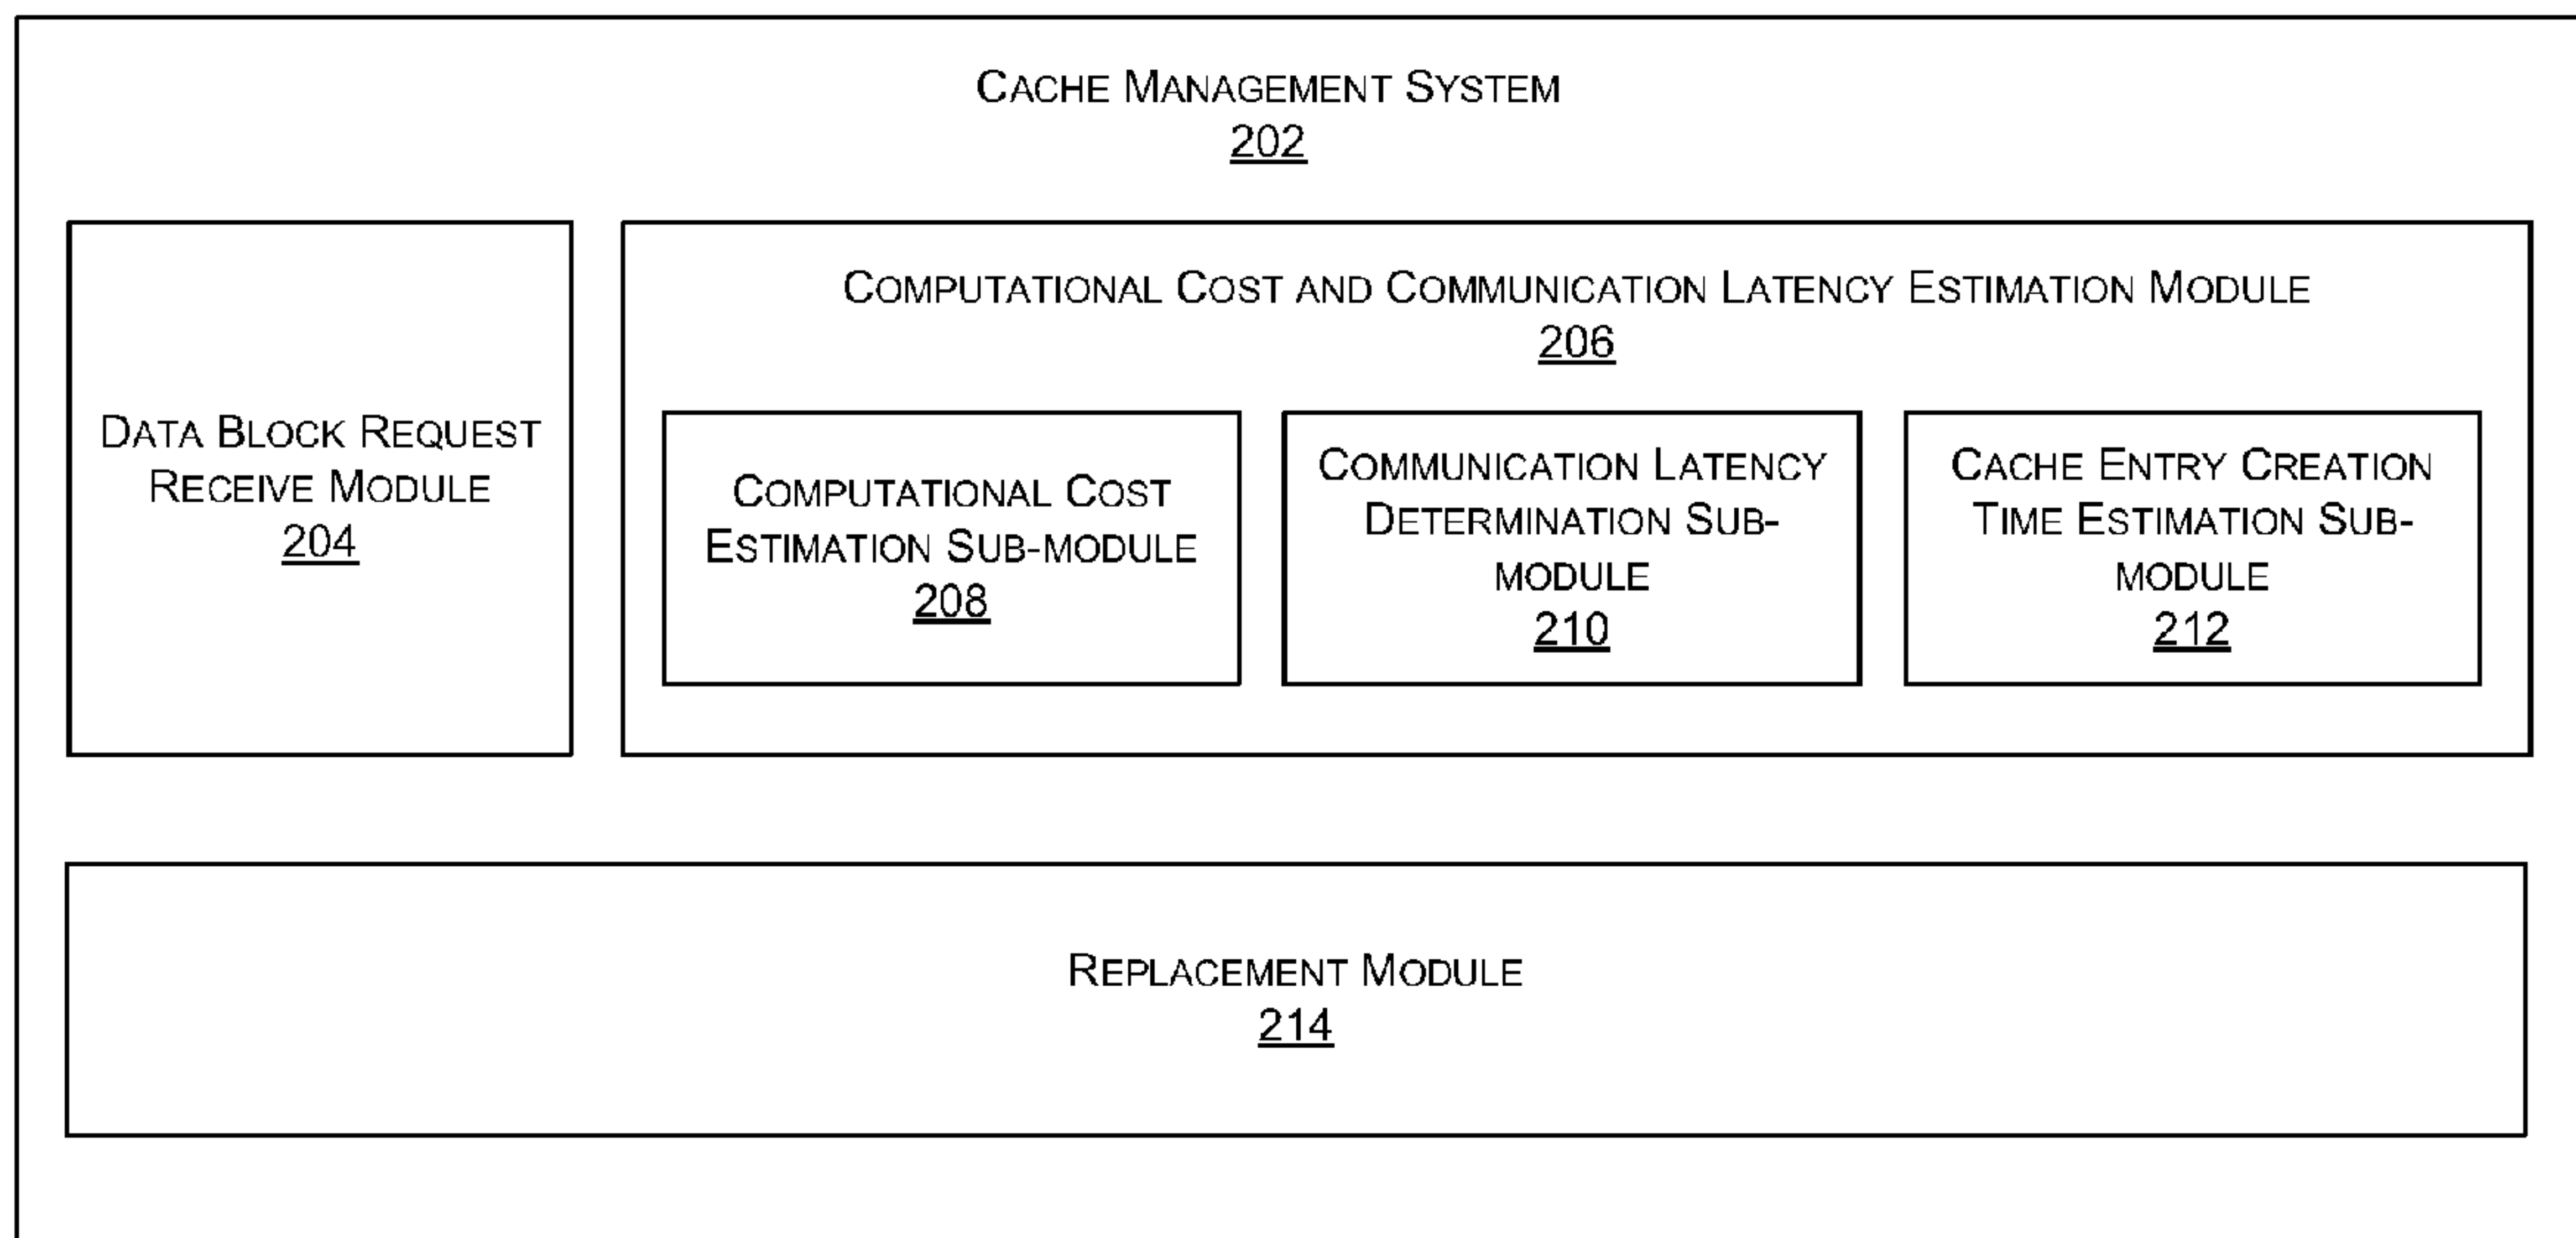 CACHE MANAGEMENT SYSTEM
202
DATA BLOCK REQUEST
RECEIVE MODULE
204
COMPUTATIONAL COST AND COMMUNICATION LATENCY ESTIMATION MODULE
206
COMPUTATIONAL COST
ESTIMATION SUB-MODULE
208
COMMUNICATION LATENCY
DETERMINATION SUB-
MODULE
210
CACHE ENTRY CREATION
TIME ESTIMATION SUB-
MODULE
212
REPLACEMENT MODULE
214